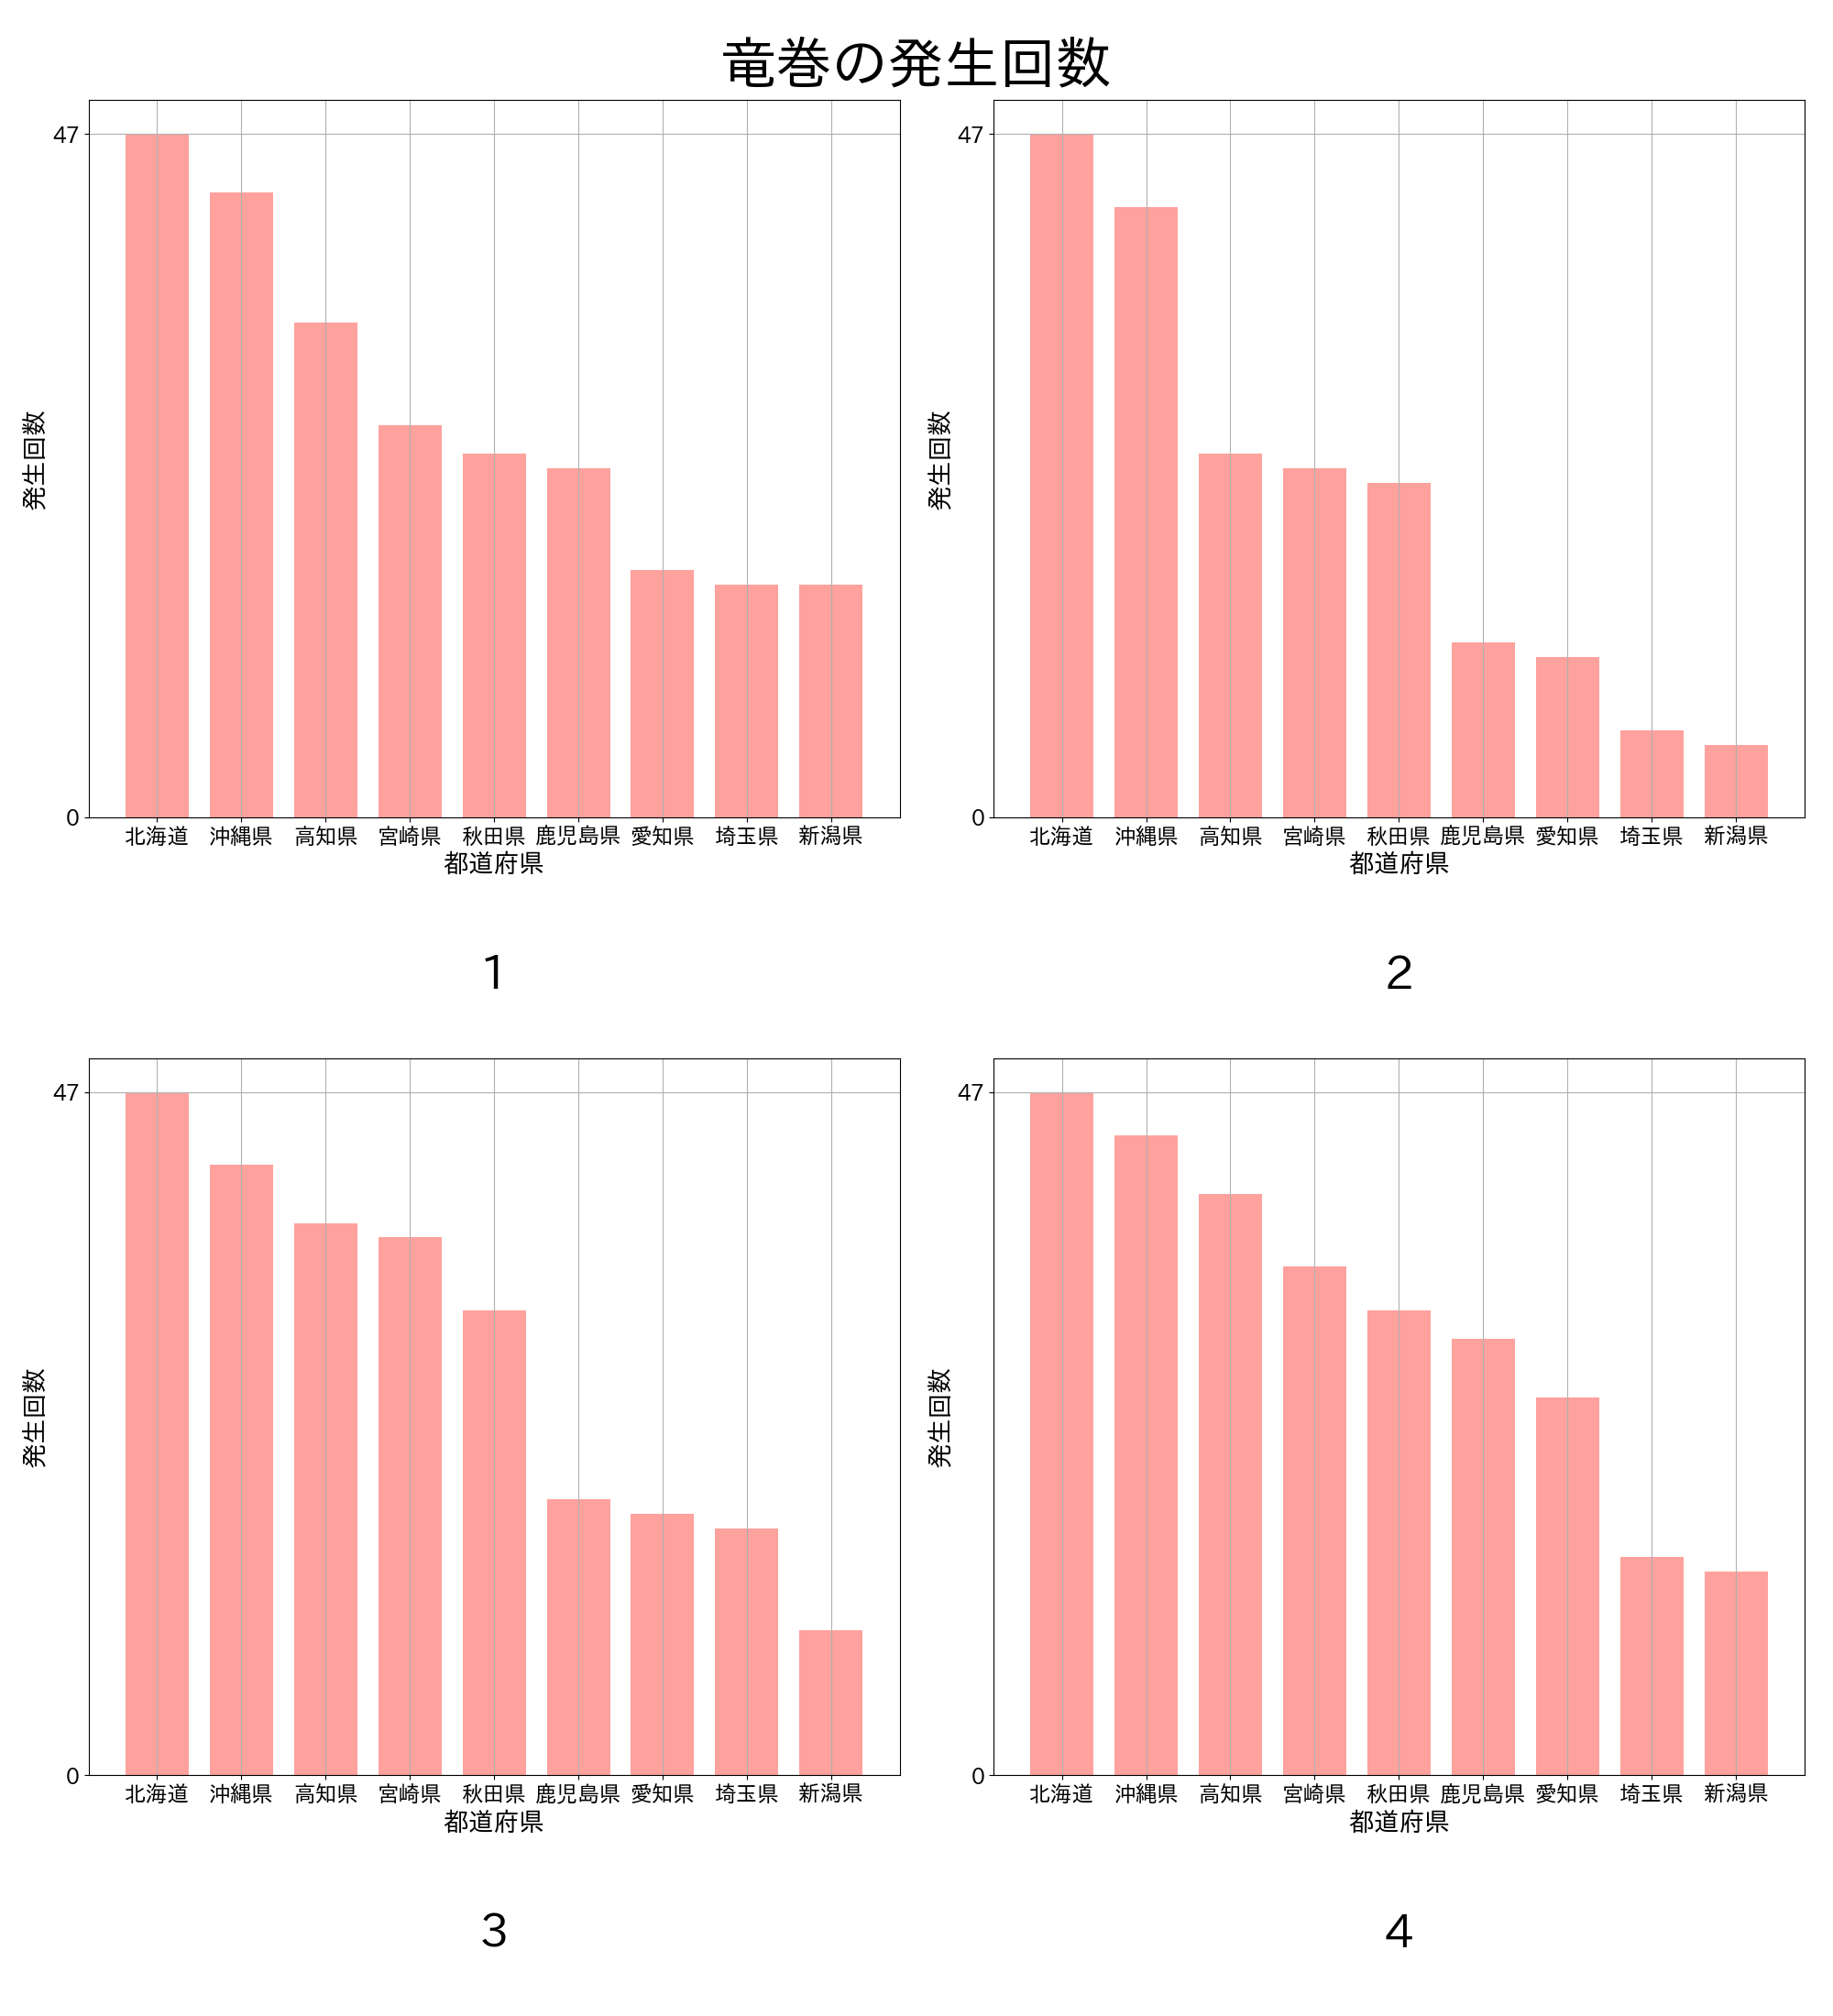 竜巻の発生回数
47
0
発生回数
北海道 沖縄県 高知県 宮崎県 秋田県 鹿児島県 愛知県 埼玉県 新潟県
都道府県
1
47
0
発生回数
北海道 沖縄県 高知県 宮崎県 秋田県 鹿児島県 愛知県 埼玉県 新潟県
都道府県
2
47
0
発生回数
北海道 沖縄県 高知県 宮崎県 秋田県 鹿児島県 愛知県 埼玉県 新潟県
都道府県
3
47
0
発生回数
北海道 沖縄県 高知県 宮崎県 秋田県 鹿児島県 愛知県 埼玉県 新潟県
都道府県
4